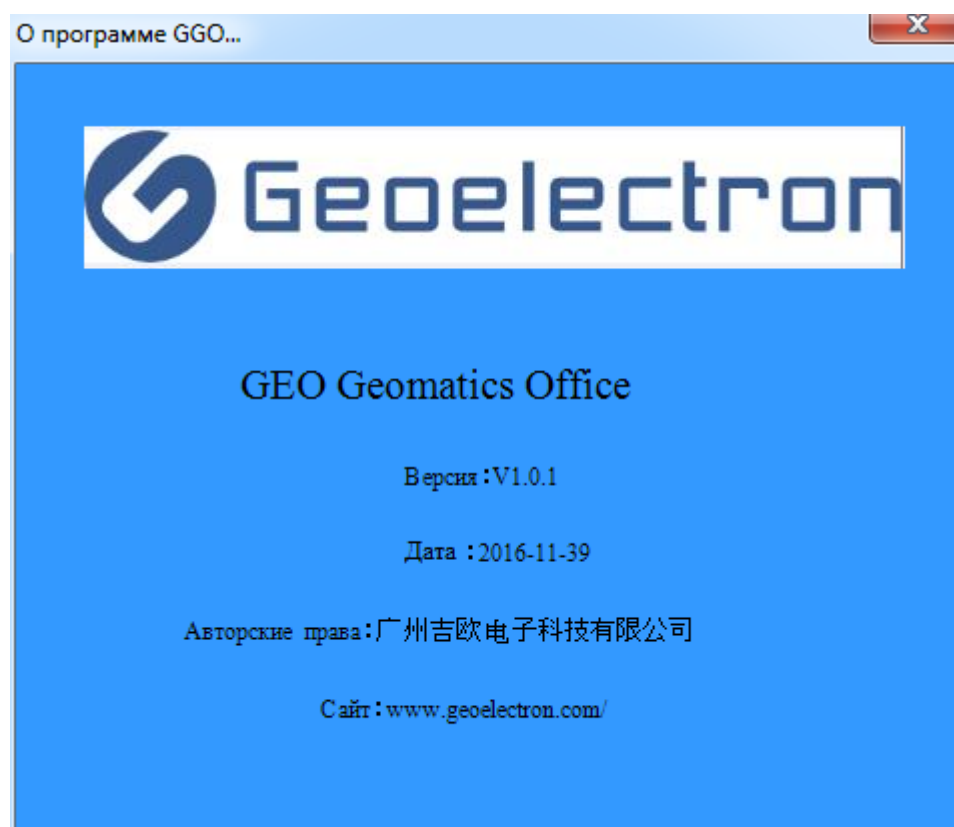 О программе GGO...
Geoelectron
GEO Geomatics Office
Версия:V1.0.1
Дата :2016-11-39
Авторские права:广州吉欧电子科技有限公司
Сайт:www.geoelectron.com/